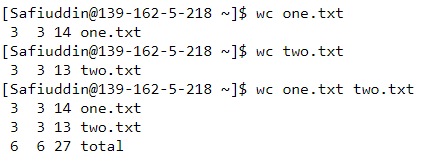 [Safiuddin@139-162-5-218 ~]$ wc one.txt
 3  3 14 one.txt
[Safiuddin@139-162-5-218 ~]$ wc two.txt
 3  3 13 two.txt
[Safiuddin@139-162-5-218 ~]$ wc one.txt two.txt
 3  3 14 one.txt
 3  3 13 two.txt
 6  6 27 total